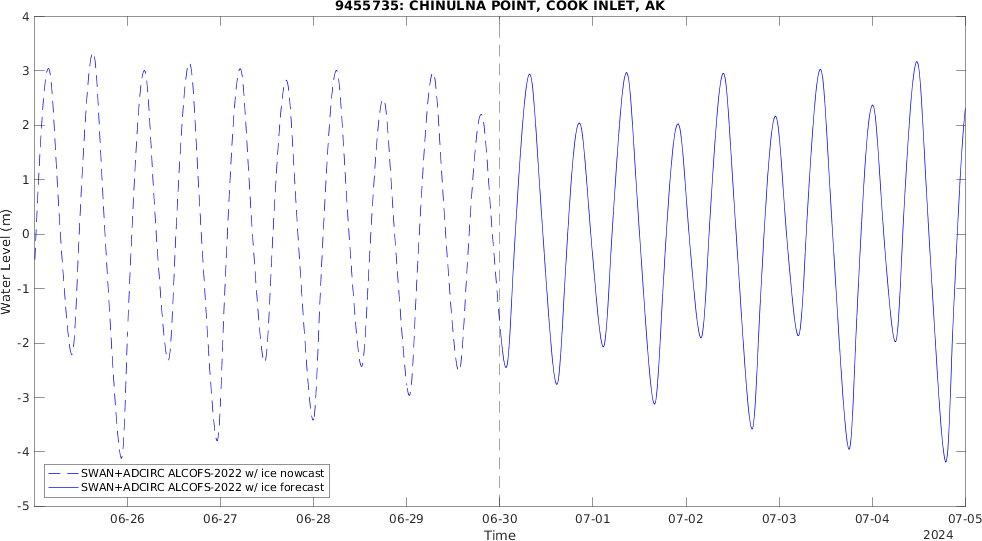 9455735: CHINULNA POINT, COOK INLET, AK
4
3
2
1
0
-1
-2
-3
-4
-5
Water Level (m)
SWAN+ADCIRC ALCOFS-2022 w/ ice nowcast
SWAN+ADCIRC ALCOFS-2022 w/ ice forecast
06-26 06-27 06-28 06-29 06-30 07-01 07-02 07-03 07-04 07-05
Time
2024